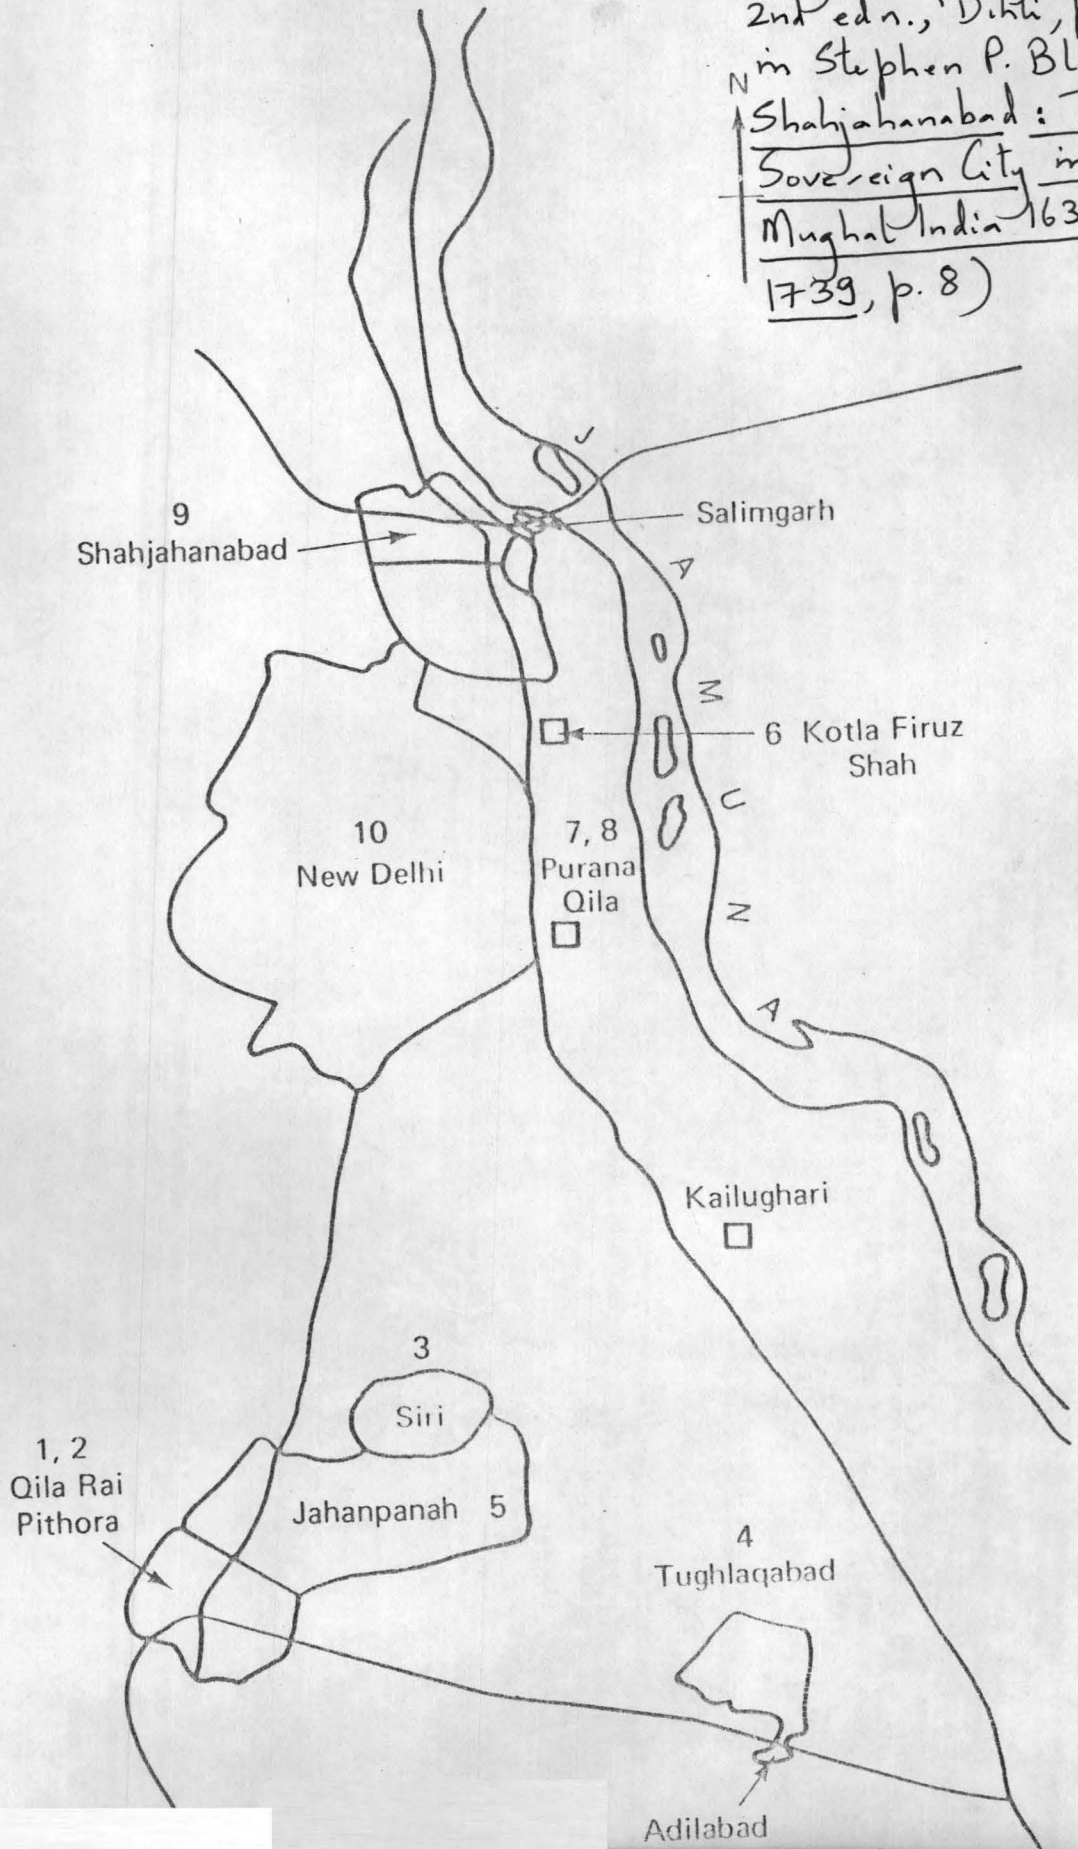 2nd edn.,
in Stephen P.
N
Shahjahanabad :
Sovereign City in
Mughal India 163
1739, p. 8)
J
A
M
U
N
A
Salimgarh
9
Shahjahanabad
6 Kotla Firuz
Shah
10
New Delhi
7, 8
Purana
Qila
Kailughari
3
Siri
1, 2
Qila Rai
Pithora
Jahanpanah 5
4
Tughlaqabad
Adilabad